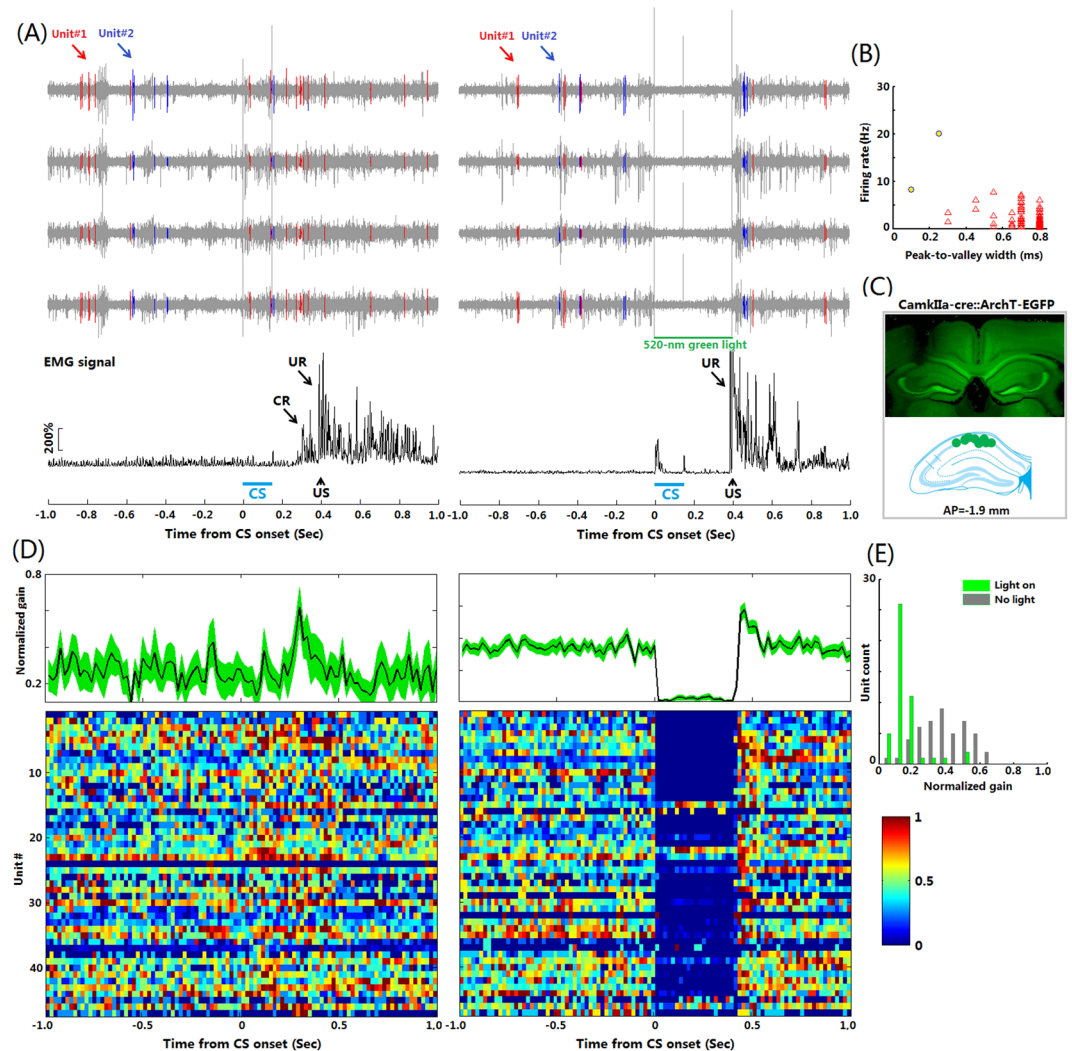 (A)
Unit#1
Unit#2
Unit#1
Unit#2
520-nm green light
EMG signal
200%
CR
UR
UR
CS
US
CS
US
-1.0 -0.8 -0.6 -0.4 -0.2 0 0.2 0.4 0.6 0.8 1.0
-1.0 -0.8 -0.6 -0.4 -0.2 0 0.2 0.4 0.6 0.8 1.0
Time from CS onset (Sec)
Time from CS onset (Sec)
(B)
Firing rate (Hz)
30
20
10
0
0 0.2 0.4 0.6 0.8
Peak-to-valley width (ms)
(C)
CamkIIa-cre::ArchT-EGFP
AP=-1.9 mm
(D)
Normalized gain
0.8
0.2
Unit#
10
20
30
40
-1.0 -0.5 0 0.5 1.0
-1.0 -0.5 0 0.5 1.0
Time from CS onset (Sec)
Time from CS onset (Sec)
(E)
Light on
No light
Unit count
30
0
0 0.2 0.4 0.6 0.8 1.0
Normalized gain
1
0.5
0